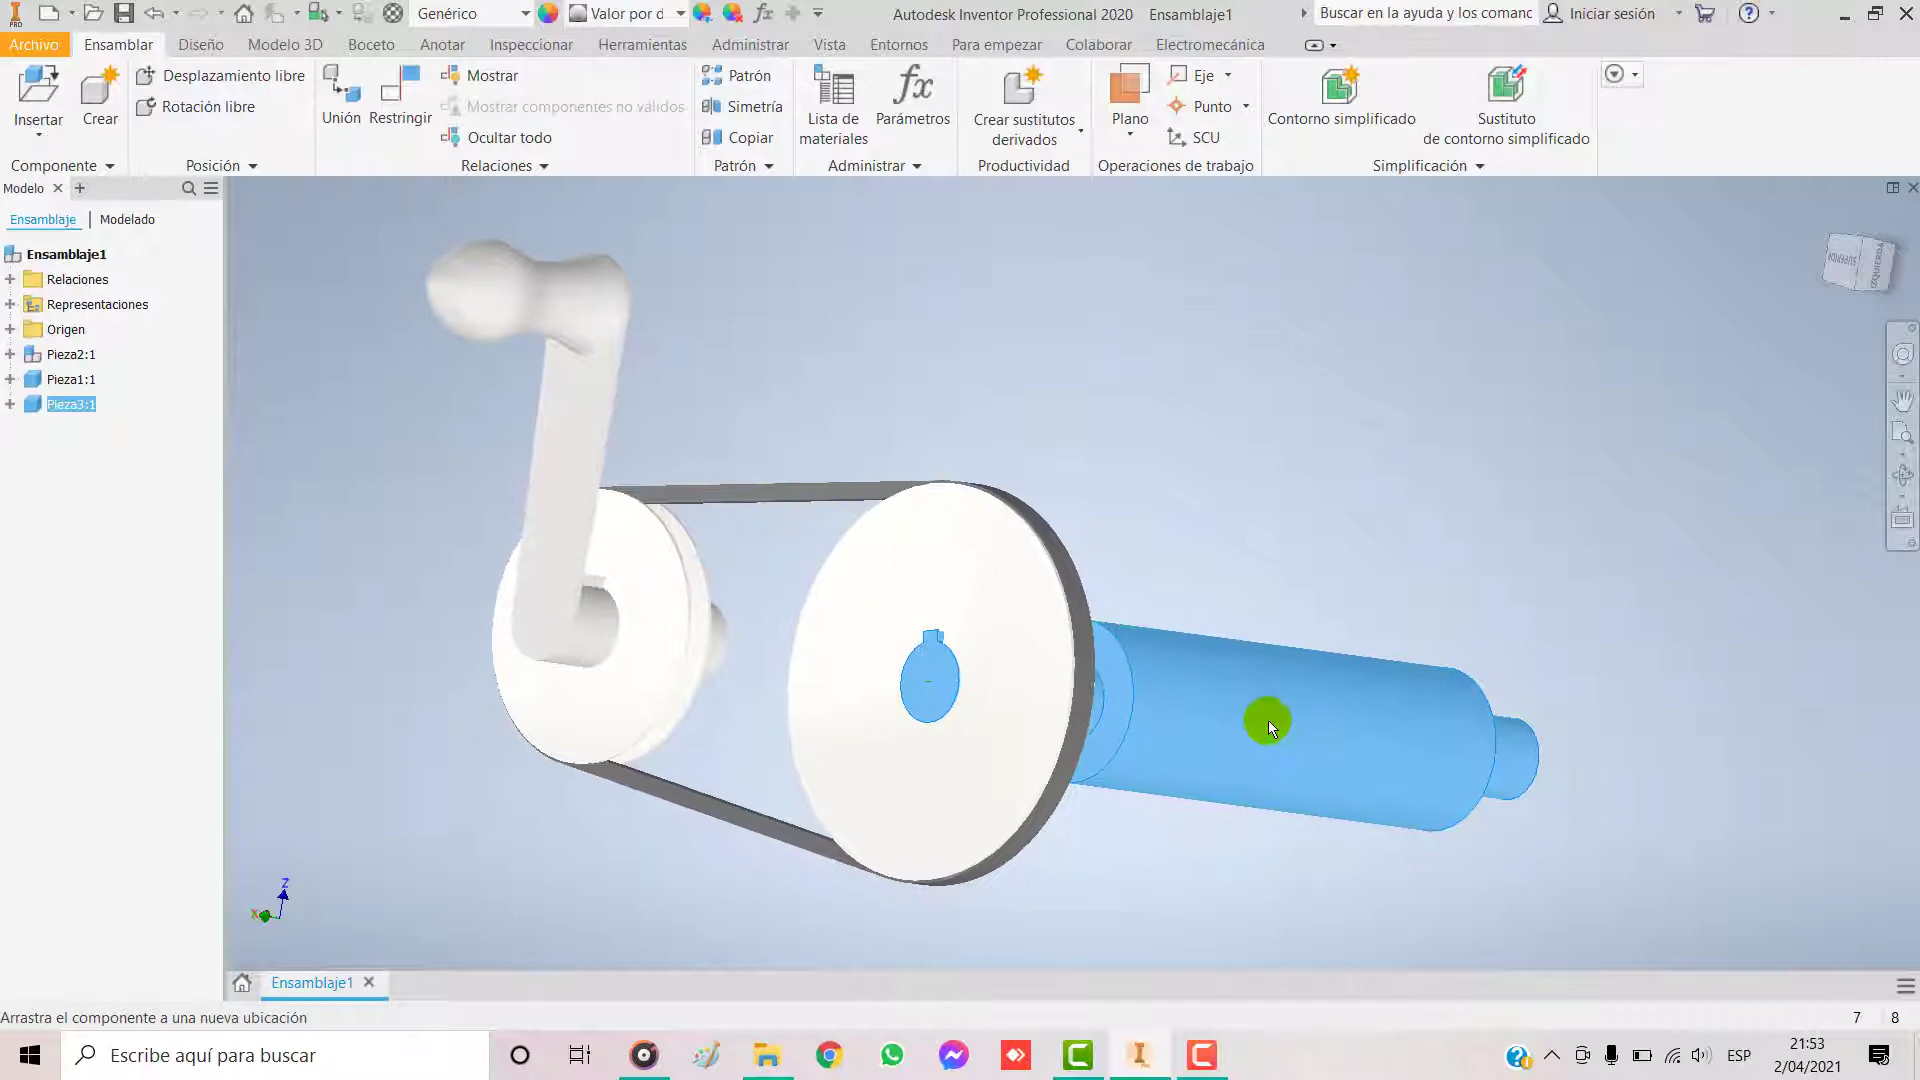 Genérico
Valor por d
Autodesk Inventor Professional 2020 Ensamblaje1
Buscar en la ayuda y los comanc
Iniciar sesión
Archivo Ensamblar Diseño Modelo 3D Boceto Anotar Inspeccionar Herramientas Administrar Vista Entornos Para empezar Colaborar Electromecánica
Insertar
Crear
Componente
Desplazamiento libre
Rotación libre
Posición
Unión
Restringir
Mostrar
Mostrar componentes no válidos
Ocultar todo
Relaciones
Patrón
Simetría
Copiar
Patrón
Lista de
materiales
Parámetros
Administrar
Crear sustitutos
derivados
Productividad
Plano
Eje
Punto
SCU
Operaciones de trabajo
Contorno simplificado
Sustituto
de contorno simplificado
Simplificación
Modelo
Ensamblaje Modelado
Ensamblaje1
Relaciones
Representaciones
Origen
Pieza2:1
Pieza1:1
Pieza3:1
SUPERIOR
IZQUIERDA
Z
X
Ensamblaje1
Arrastra el componente a una nueva ubicación
7 8
Escribe aquí para buscar
ESP
21:53
2/04/2021